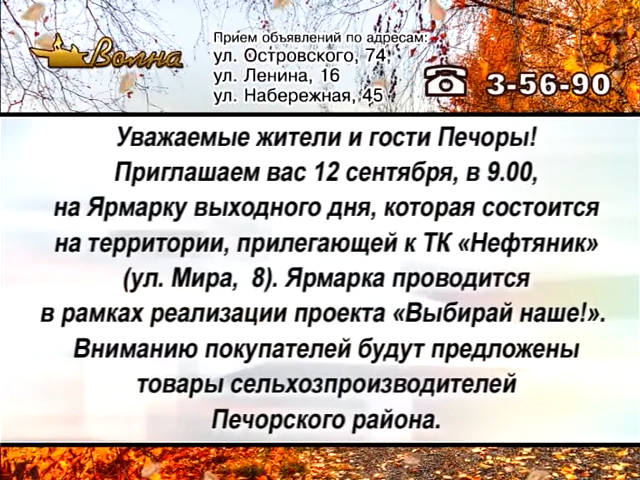 Волна
Прием объявлений по адресам:
ул. Островского, 74,
ул. Ленина, 16
ул. Набережная, 45
3-56-90
Уважаемые жители и гости Печоры!
Приглашаем вас 12 сентября, в 9.00,
на Ярмарку выходного дня, которая состоится
на территории, прилегающей к ТК «Нефтяник»
(ул. Мира, 8). Ярмарка проводится
в рамках реализации проекта «Выбирай наше!».
Вниманию покупателей будут предложены
товары сельхозпроизводителей
Печорского района.